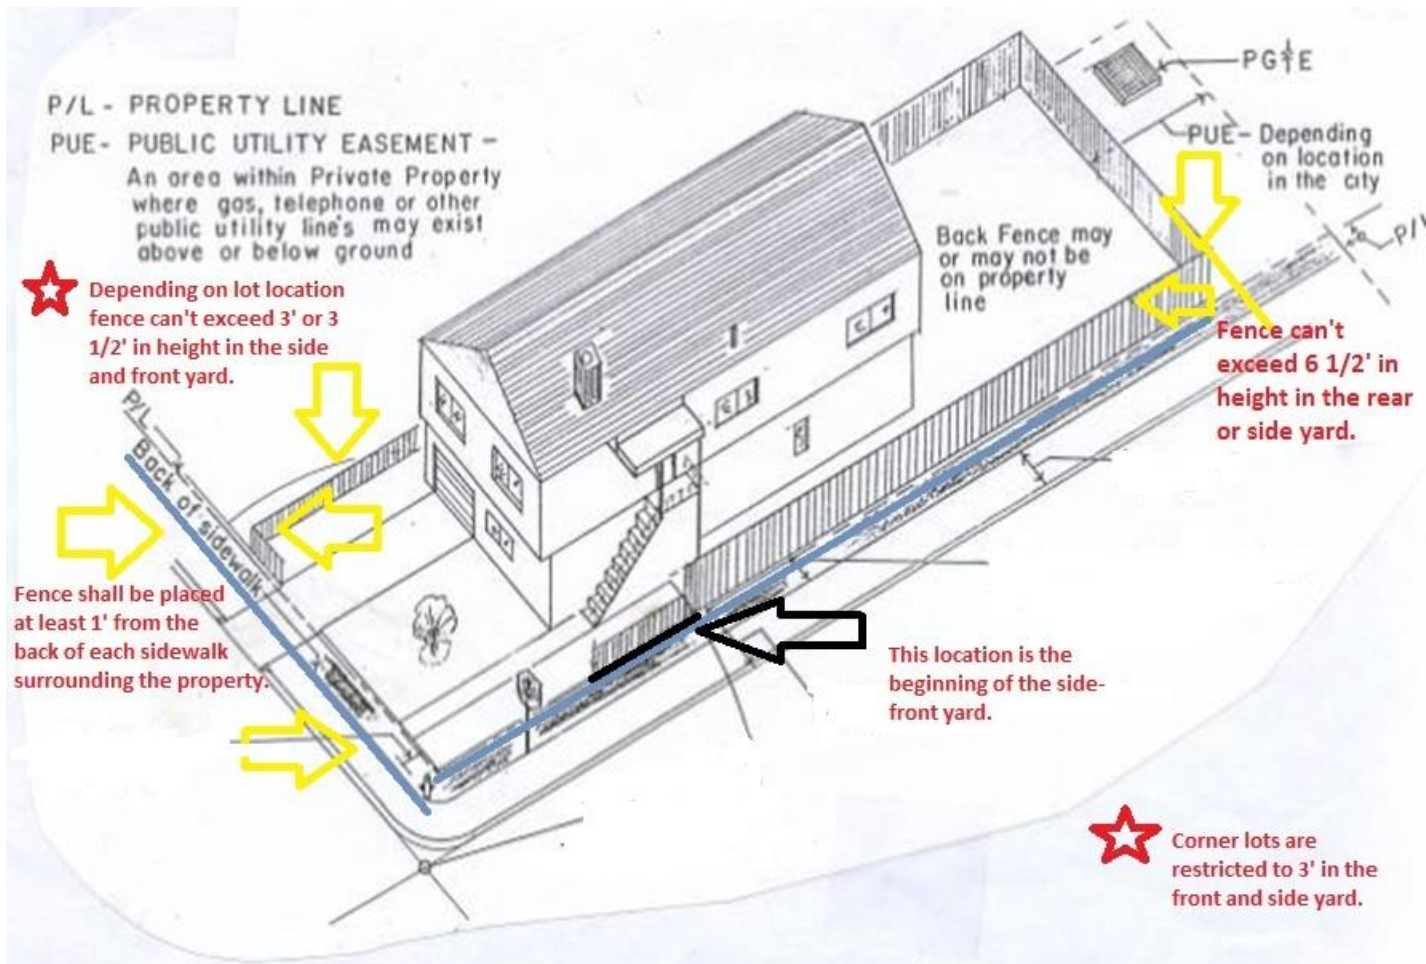 P/L - PROPERTY LINE
PUE- PUBLIC UTILITY EASEMENT -
An area within Private Property
where gas, telephone or other
public utility line's may exist
above or below ground
PG&E
PUE- Depending
on location
in the city
P/L
Back Fence may
or may not be
on property
line
Depending on lot location
fence can't exceed 3' or 3
1/2' in height in the side
and front yard.
Fence can't
exceed 6 1/2' in
height in the rear
or side yard.
P/L
Back of sidewalk
Fence shall be placed
at least 1' from the
back of each sidewalk
surrounding the property.
This location is the
beginning of the side-
front yard.
Corner lots are
restricted to 3' in the
front and side yard.